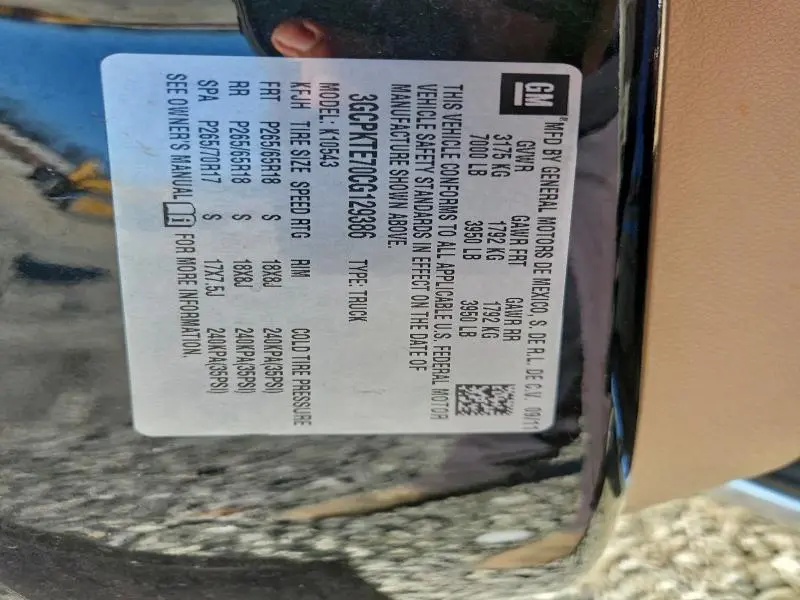 GM ®MFD BY GENERAL MOTORS DE MEXICO, S. DE R.L. DE C.V. 09/11
GVWR GAWR FRT GAWR RR
3175 KG 1792 KG 1792 KG
7000 LB 3950 LB 3950 LB
THIS VEHICLE CONFORMS TO ALL APPLICABLE U.S. FEDERAL MOTOR
VEHICLE SAFETY STANDARDS IN EFFECT ON THE DATE OF
MANUFACTURE SHOWN ABOVE.
3GCPKTE70CG129386 TYPE: TRUCK
MODEL: K10543
KFJH TIRE SIZE SPEED RTG RIM COLD TIRE PRESSURE
FRT P265/65R18 S 18X8J 240KPA(35PSI)
RR P265/65R18 S 18X8J 240KPA(35PSI)
SPA P265/70R17 S 17X7.5J 240KPA(35PSI)
SEE OWNER'S MANUAL FOR MORE INFORMATION.